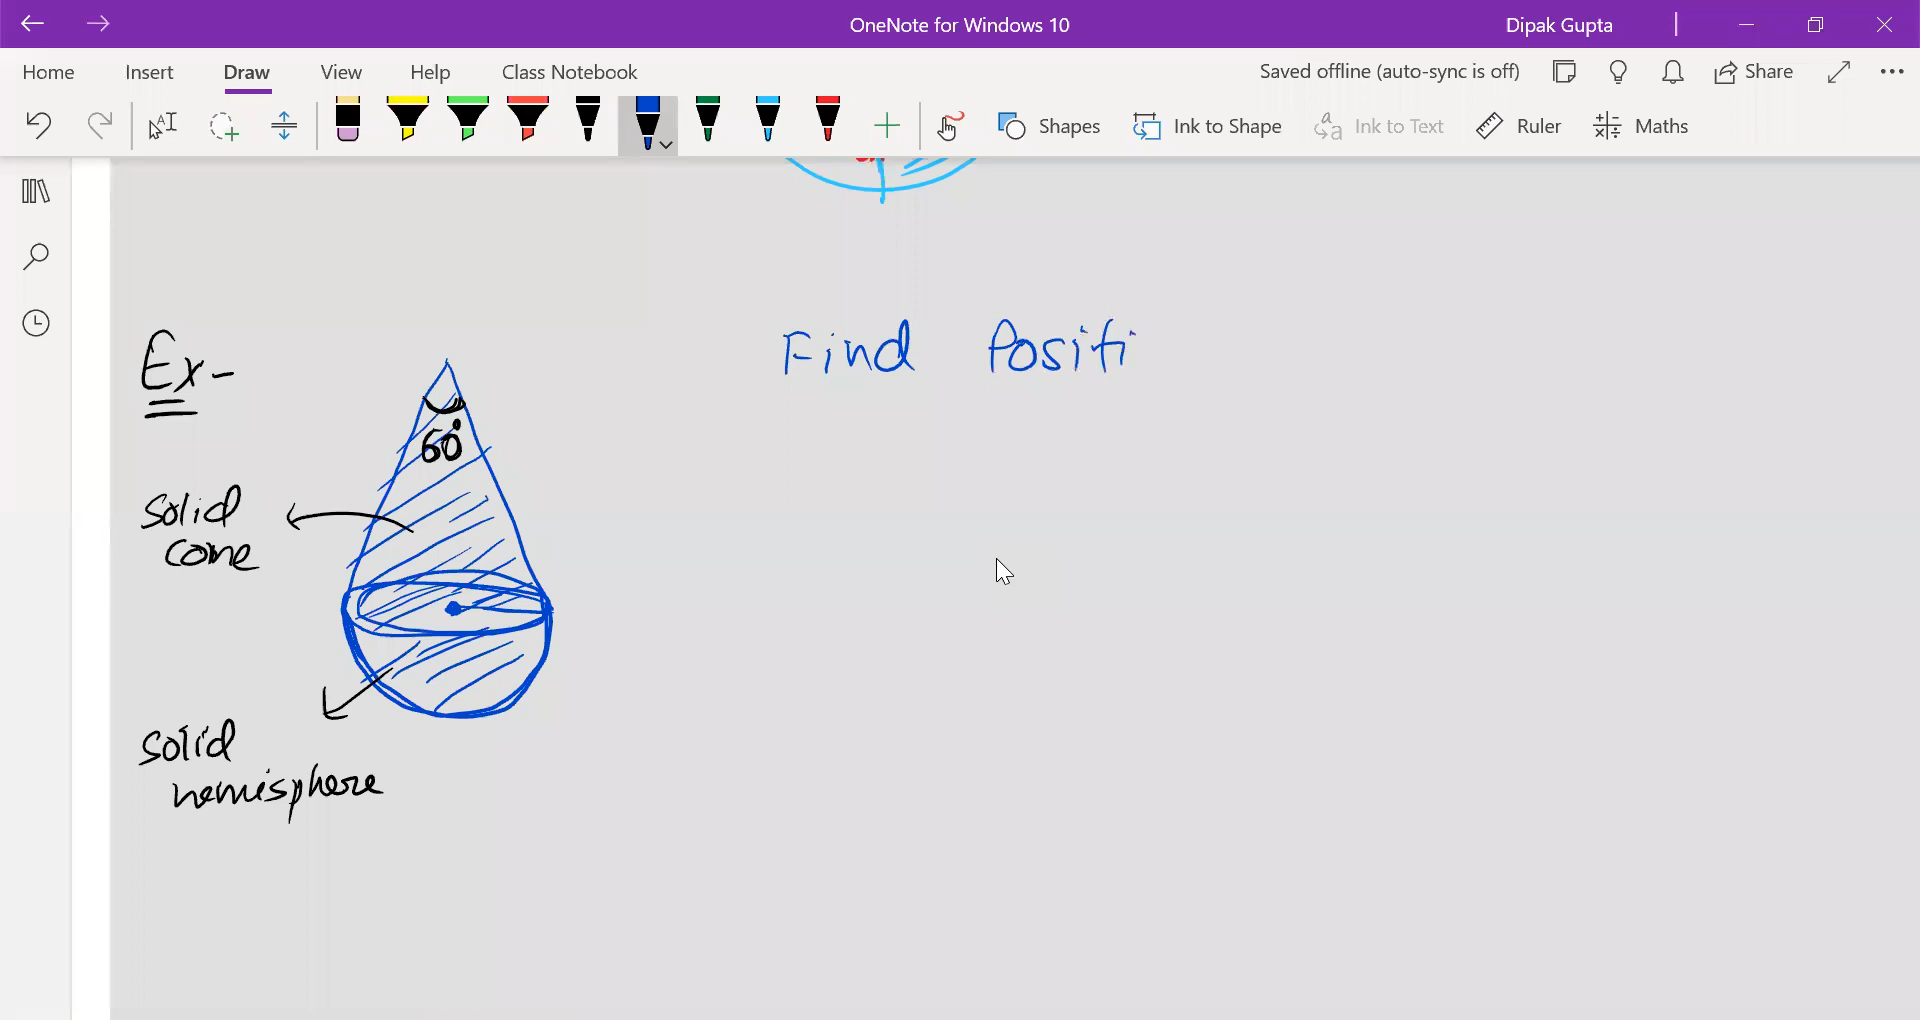 OneNote for Windows 10
Dipak Gupta
Home Insert Draw View Help Class Notebook
Saved offline (auto-sync is off) Share
Shapes Ink to Shape Ink to Text Ruler Maths
Ex-
Find Positi
60°
Solid
cone
Solid
hemisphere